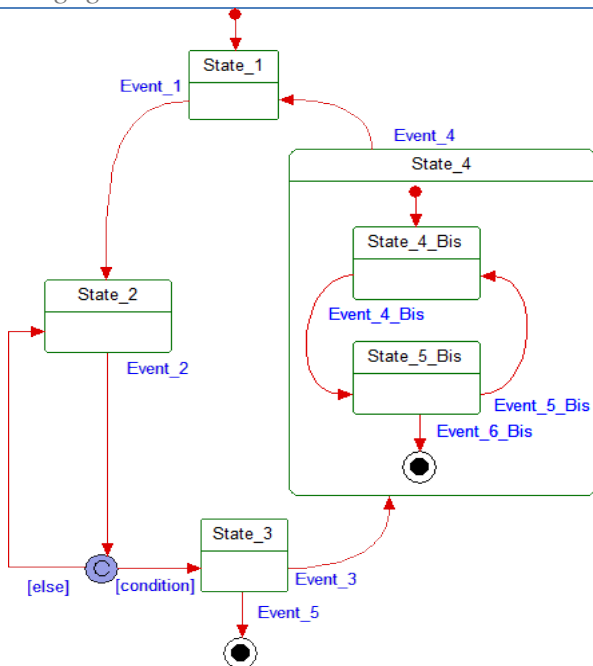 State_1
Event_1
Event_4
State_4
State_4_Bis
State_2
Event_4_Bis
State_5_Bis
Event_2
Event_5_Bis
Event_6_Bis
State_3
C
[else]
[condition]
Event_3
Event_5